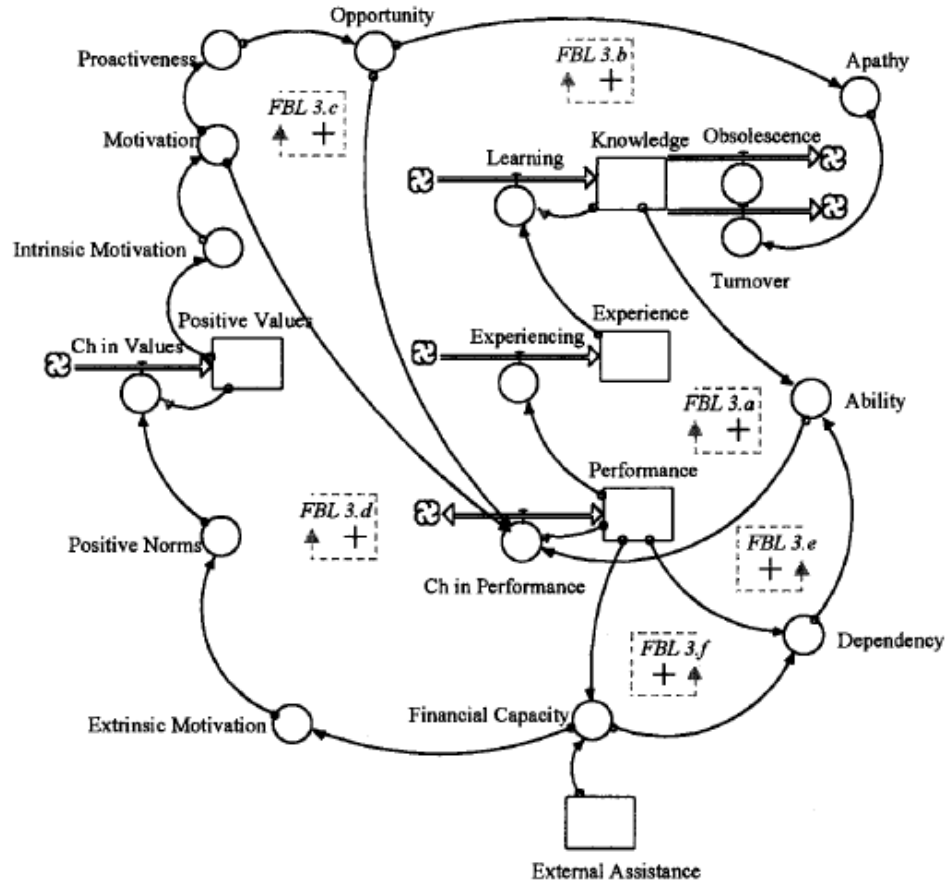 Opportunity
Proactiveness
FBL 3.b
+
Apathy
FBL 3.c
+
Motivation
Knowledge
Obsolescence
Learning
Intrinsic Motivation
Turnover
Positive Values
Experience
Ch in Values
Experiencing
FBL 3.a
+
Ability
Performance
FBL 3.d
+
Positive Norms
FBL 3.e
+
Ch in Performance
Dependency
FBL 3.f
+
Extrinsic Motivation
Financial Capacity
External Assistance